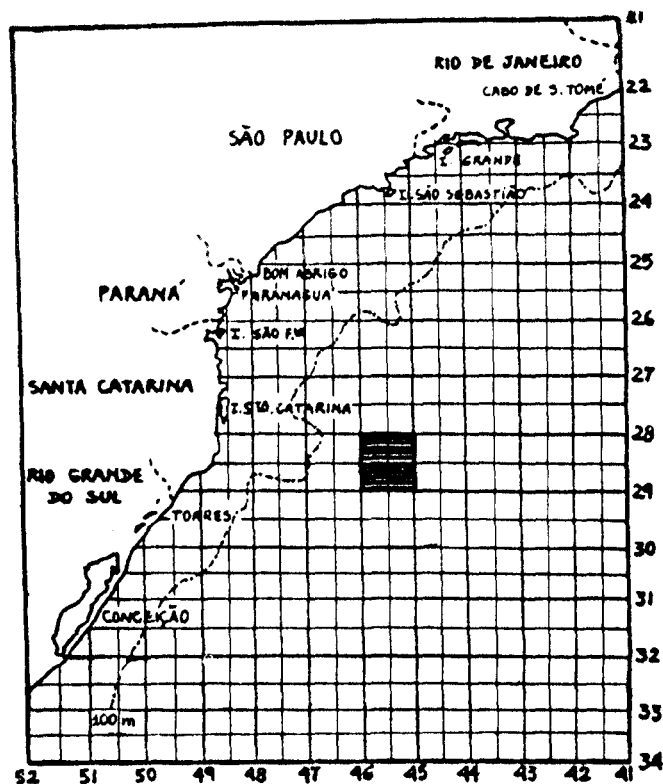 21
RIO DE JANEIRO
22
CABO DE S. TOMÉ
SÃO PAULO
23
I. GRANDE
I. SÃO SEBASTIÃO
24
25
BOM ABRIGO
PARANAGUA
PARANÁ
26
I. SÃO F.co
27
SANTA CATARINA
I. STA. CATARINA
28
RIO GRANDE
DO SUL
29
TORRES
30
31
CONCEIÇÃO
32
33
100 m
34
52 51 50 49 48 47 46 45 44 43 42 41